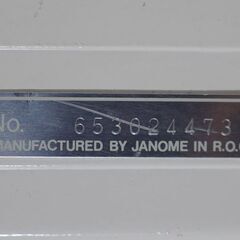 No. 653024473
MANUFACTURED BY JANOME IN R.O.